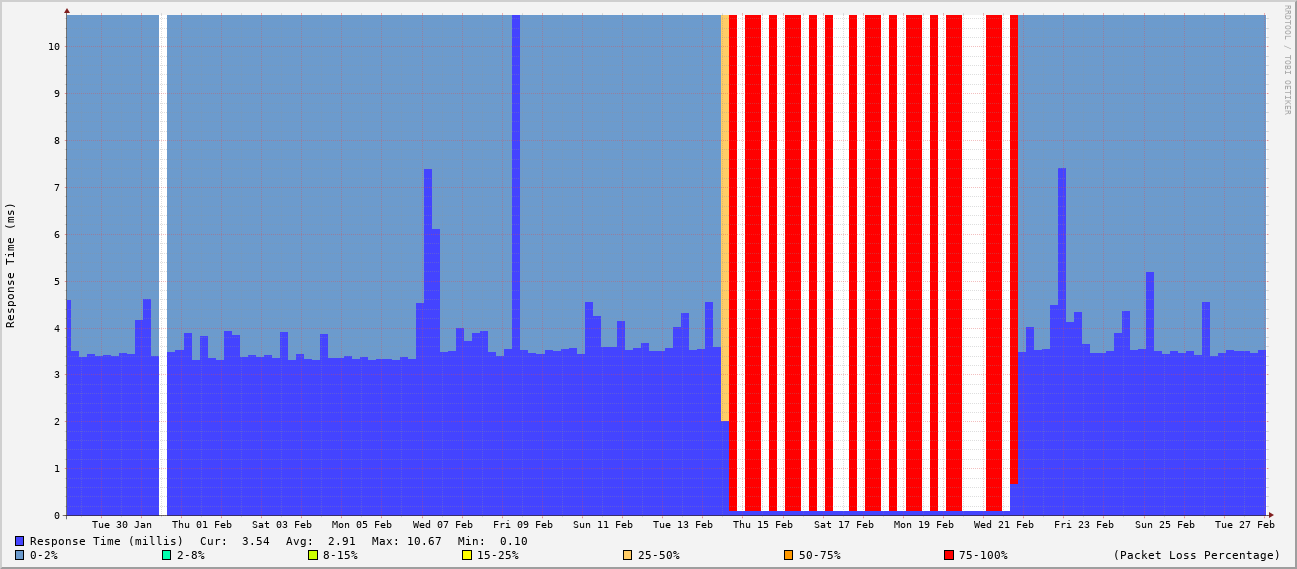 RRDTOOL / TOBI OETIKER
Response Time (ms)
10
9
8
7
6
5
4
3
2
1
0
Tue 30 Jan Thu 01 Feb Sat 03 Feb Mon 05 Feb Wed 07 Feb Fri 09 Feb Sun 11 Feb Tue 13 Feb Thu 15 Feb Sat 17 Feb Mon 19 Feb Wed 21 Feb Fri 23 Feb Sun 25 Feb Tue 27 Feb
Response Time (millis) Cur: 3.54 Avg: 2.91 Max: 10.67 Min: 0.10
0-2% 2-8% 8-15% 15-25% 25-50% 50-75% 75-100% (Packet Loss Percentage)